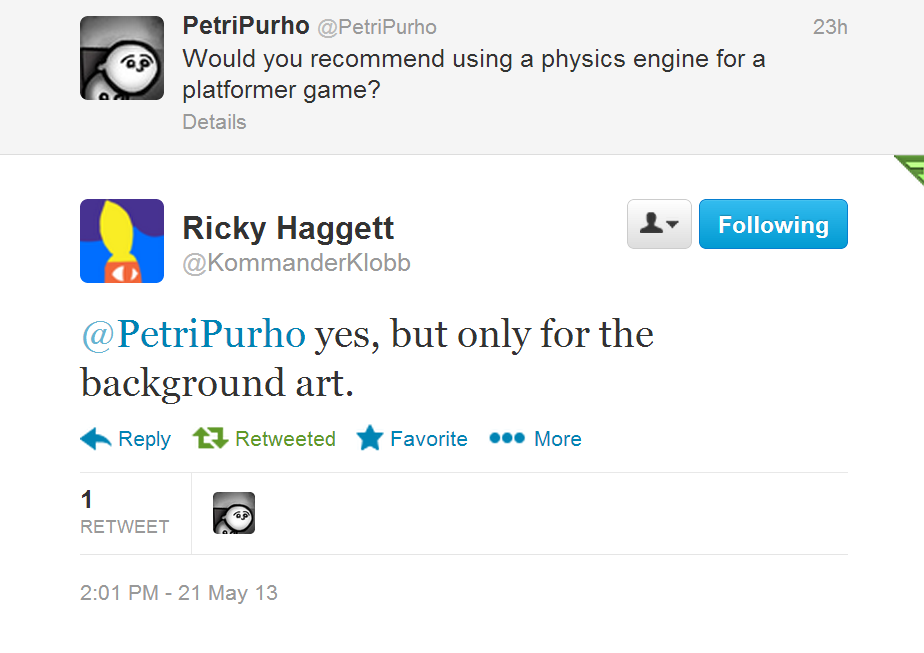 PetriPurho @PetriPurho 23h
Would you recommend using a physics engine for a
platformer game?
Details
Ricky Haggett
@KommanderKlobb
Following
@PetriPurho yes, but only for the
background art.
Reply Retweeted Favorite More
1
RETWEET
2:01 PM - 21 May 13